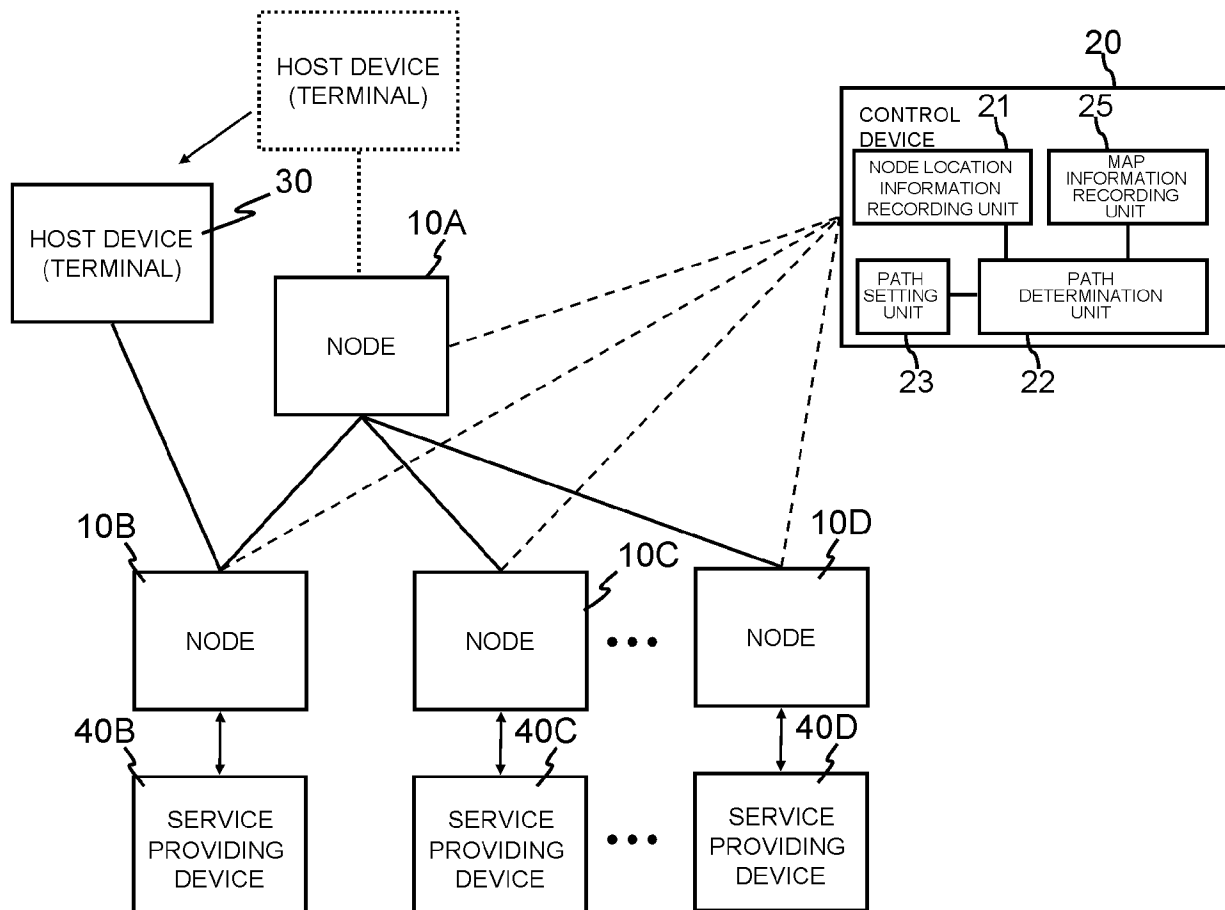 HOST DEVICE
(TERMINAL)
20
CONTROL
DEVICE
21
25
NODE LOCATION
INFORMATION
RECORDING UNIT
MAP
INFORMATION
RECORDING
UNIT
PATH
SETTING
UNIT
PATH
DETERMINATION
UNIT
23
22
30
HOST DEVICE
(TERMINAL)
10A
NODE
10B
NODE
10C
NODE
•••
10D
NODE
40B
SERVICE
PROVIDING
DEVICE
40C
SERVICE
PROVIDING
DEVICE
•••
40D
SERVICE
PROVIDING
DEVICE